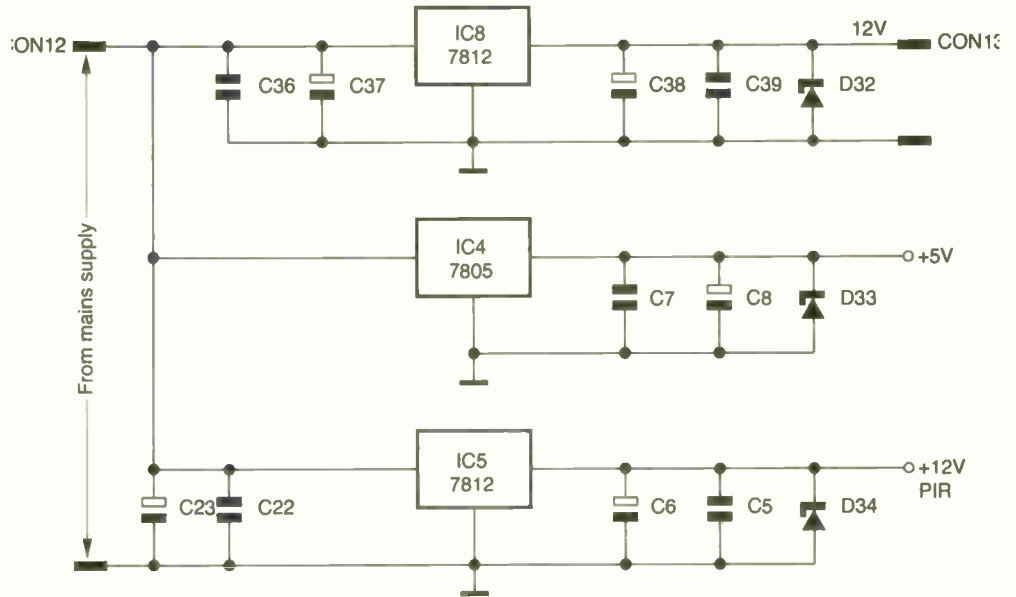 :ON12
IC8
7812
12V
CON13
C36
C37
C38
C39
D32
From mains supply
IC4
7805
+5V
C7
C8
D33
IC5
7812
+12V
PIR
C23
C22
C6
C5
D34